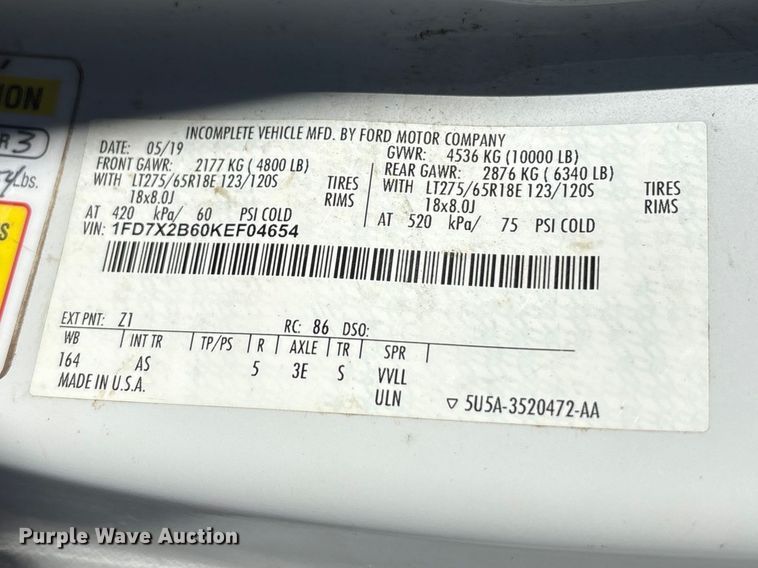 ION
R3
Lbs.
INCOMPLETE VEHICLE MFD. BY FORD MOTOR COMPANY
DATE: 05/19 GVWR: 4536 KG (10000 LB)
FRONT GAWR: 2177 KG ( 4800 LB) REAR GAWR: 2876 KG ( 6340 LB)
WITH LT275/65R18E 123/120S TIRES WITH LT275/65R18E 123/120S TIRES
18x8.0J RIMS 18x8.0J RIMS
AT 420 kPa/ 60 PSI COLD AT 520 kPa/ 75 PSI COLD
VIN: 1FD7X2B60KEF04654
EXT PNT: Z1 RC: 86 DSO:
WB INT TR TP/PS R AXLE TR SPR
164 AS 5 3E S VVLL
MADE IN U.S.A. ULN ▽ 5U5A-3520472-AA
Purple Wave Auction